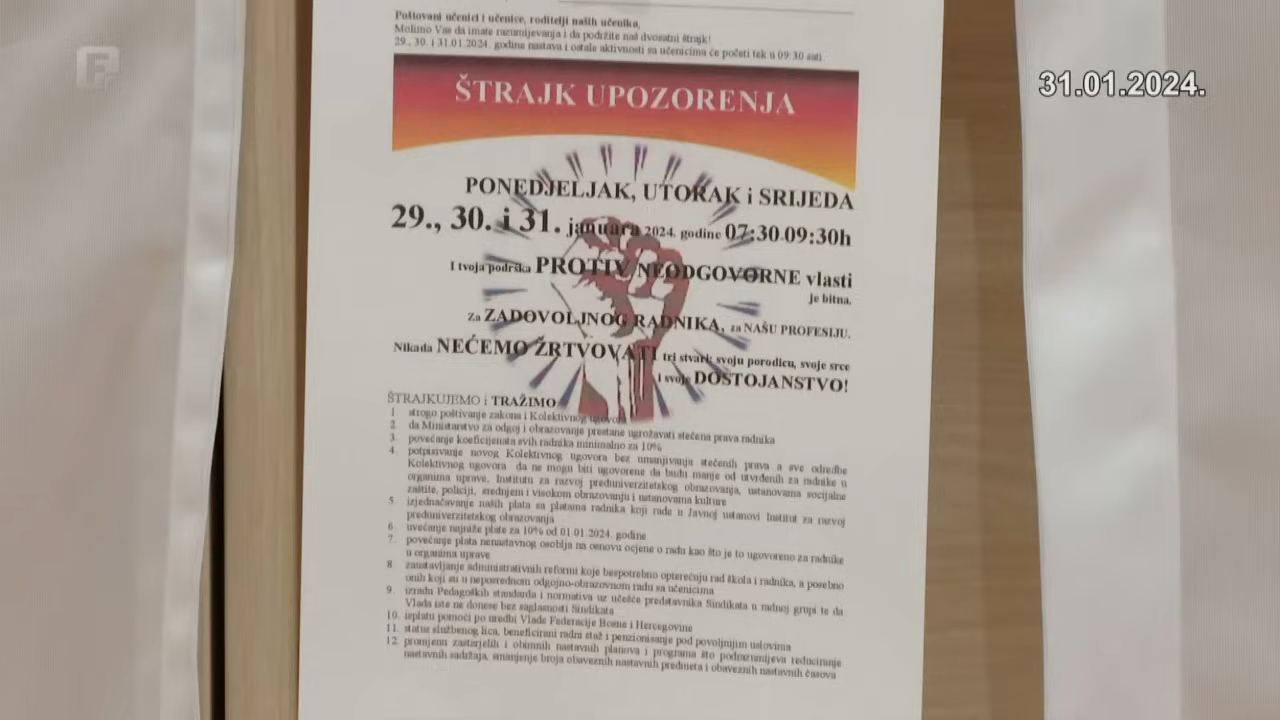 Poštovani učenici i učenice, roditelji naših učenika,
Molimo Vas da imate razumijevanja i da podržite naš dvosatni štrajk!
29., 30. i 31.01.2024. godine nastava i ostale aktivnosti sa učenicima će početi tek u 09:30 sati.
F
31.01.2024.
ŠTRAJK UPOZORENJA
PONEDJELJAK, UTORAK i SRIJEDA
29., 30. i 31. januara 2024. godine 07:30-09:30h
I tvoja podrška PROTIV NEODGOVORNE vlasti
je bitna.
za ZADOVOLJNOG RADNIKA, za NAŠU PROFESIJU.
Nikada NEĆEMO ŽRTVOVATI tri stvari: svoju porodicu, svoje srce
i svoje DOSTOJANSTVO!
ŠTRAJKUJEMO i TRAŽIMO
1. strogo poštivanje zakona i Kolektivnog ugovora
2. da Ministarstvo za odgoj i obrazovanje prestane ugrožavati stečena prava radnika
3. povećanje koeficijenata svih radnika minimalno za 10%
4. potpisivanje novog Kolektivnog ugovora bez umanjivanja stečenih prava a sve odredbe
Kolektivnog ugovora da ne mogu biti ugovorene da budu manje od utvrđenih za radnike u
organima uprave, Institutu za razvoj preduniverzitetskog obrazovanja, ustanovama socijalne
zaštite, policiji, srednjem i visokom obrazovanju i ustanovama kulture
5. izjednačavanje naših plata sa platama radnika koji rade u Javnoj ustanovi Institut za razvoj
preduniverzitetskog obrazovanja
6. uvećanje najniže plate za 10% od 01.01.2024. godine
7. povećanje plata nenastavnog osoblja na osnovu ocjene o radu kao što je to ugovoreno za radnike
u organima uprave
8. zaustavljanje administrativnih reformi koje bespotrebno opterećuju rad škola i radnika, a posebno
onih koji su u neposrednom odgojno-obrazovnom radu sa učenicima
9. izradu Pedagoških standarda i normativa uz učešće predstavnika Sindikata u radnoj grupi te da
Vlada iste ne donese bez saglasnosti Sindikata
10. isplatu pomoći po uredbi Vlade Federacije Bosne i Hercegovine
11. status službenog lica, beneficirani radni staž i penzionisanje pod povoljnijim uslovima
12. promjenu zastarjelih i obimnih nastavnih planova i programa što podrazumijeva reduciranje
nastavnih sadržaja, smanjenje broja obaveznih nastavnih predmeta i obaveznih nastavnih časova